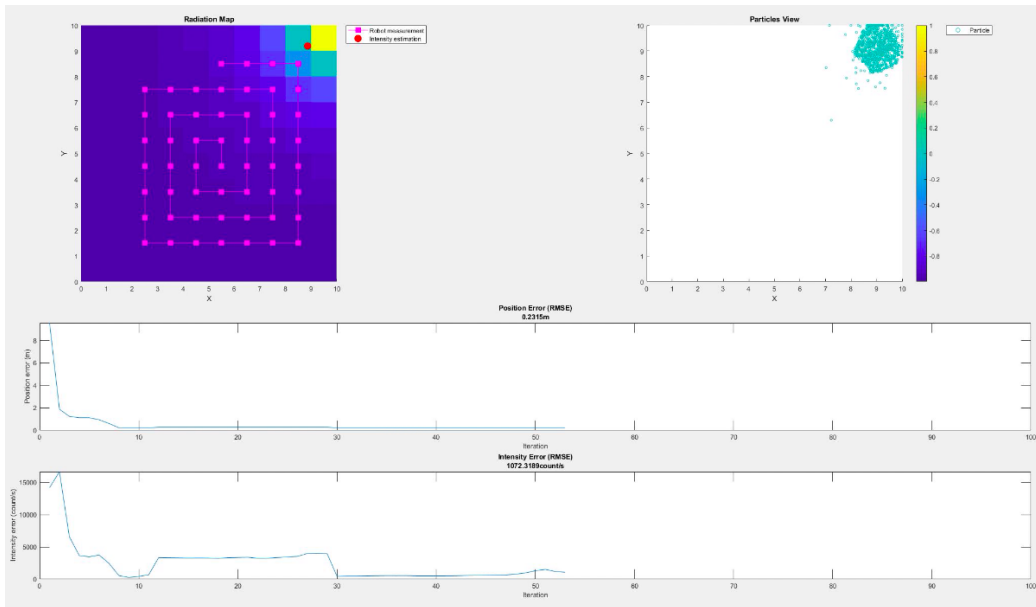 Radiation Map
10
9
8
7
6
5
4
3
2
1
0
Y
0 1 2 3 4 5 6 7 8 9 10
X
Robot measurement
Intensity estimation
Particles View
10
9
8
7
6
5
4
3
2
1
0
Y
0 1 2 3 4 5 6 7 8 9 10
X
1
0.8
0.6
0.4
0.2
0
-0.2
-0.4
-0.6
-0.8
Particle
Position Error (RMSE)
0.2315m
8
6
4
2
0
Position error (m)
0 10 20 30 40 50 60 70 80 90 100
Iteration
Intensity Error (RMSE)
1072.3189count/s
15000
10000
5000
0
Intensity error (count/s)
0 10 20 30 40 50 60 70 80 90 100
Iteration